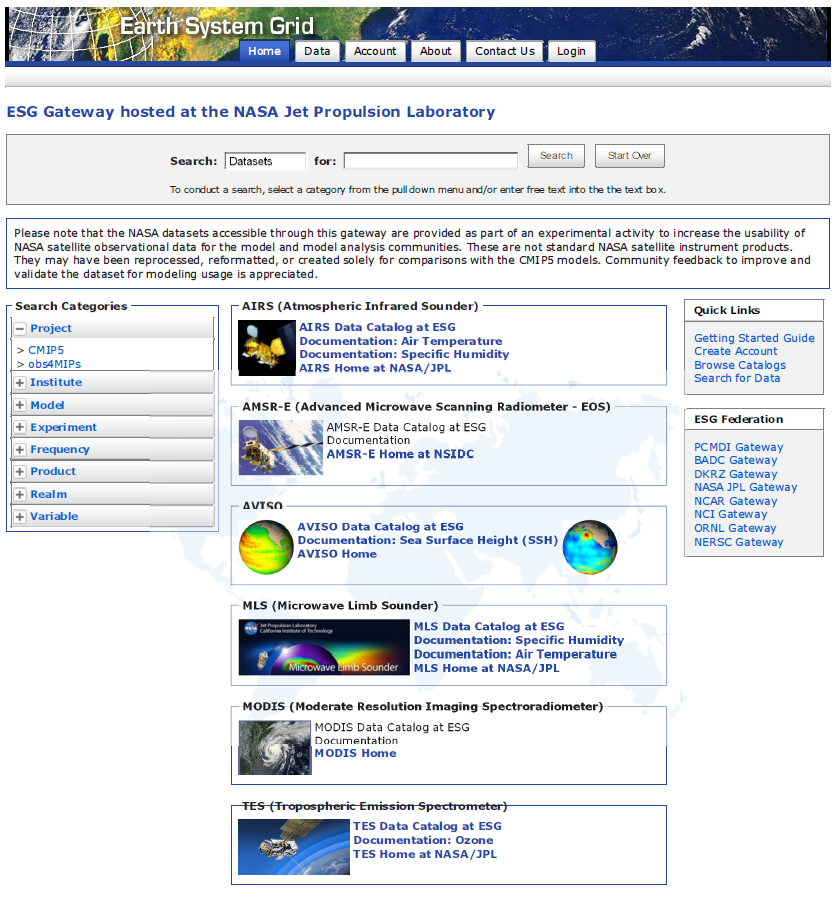 Earth System Grid
Home Data Account About Contact Us Login
ESG Gateway hosted at the NASA Jet Propulsion Laboratory
Search: Datasets for: Search Start Over
To conduct a search, select a category from the pull down menu and/or enter free text into the the text box.
Please note that the NASA datasets accessible through this gateway are provided as part of an experimental activity to increase the usability of
NASA satellite observational data for the model and model analysis communities. These are not standard NASA satellite instrument products.
They may have been reprocessed, reformatted, or created solely for comparisons with the CMIP5 models. Community feedback to improve and
validate the dataset for modeling usage is appreciated.
Search Categories
Project
> CMIP5
> obs4MIPs
Institute
Model
Experiment
Frequency
Product
Realm
Variable
AIRS (Atmospheric Infrared Sounder)
AIRS Data Catalog at ESG
Documentation: Air Temperature
Documentation: Specific Humidity
AIRS Home at NASA/JPL
AMSR-E (Advanced Microwave Scanning Radiometer - EOS)
AMSR-E Data Catalog at ESG
Documentation
AMSR-E Home at NSIDC
AVISO
AVISO Data Catalog at ESG
Documentation: Sea Surface Height (SSH)
AVISO Home
MLS (Microwave Limb Sounder)
Jet Propulsion Laboratory
California Institute of Technology
Microwave Limb Sounder
MLS Data Catalog at ESG
Documentation: Specific Humidity
Documentation: Air Temperature
MLS Home at NASA/JPL
MODIS (Moderate Resolution Imaging Spectroradiometer)
MODIS Data Catalog at ESG
Documentation
MODIS Home
TES (Tropospheric Emission Spectrometer)
TES Data Catalog at ESG
Documentation: Ozone
TES Home at NASA/JPL
Quick Links
Getting Started Guide
Create Account
Browse Catalogs
Search for Data
ESG Federation
PCMDI Gateway
BADC Gateway
DKRZ Gateway
NASA JPL Gateway
NCAR Gateway
NCI Gateway
ORNL Gateway
NERSC Gateway